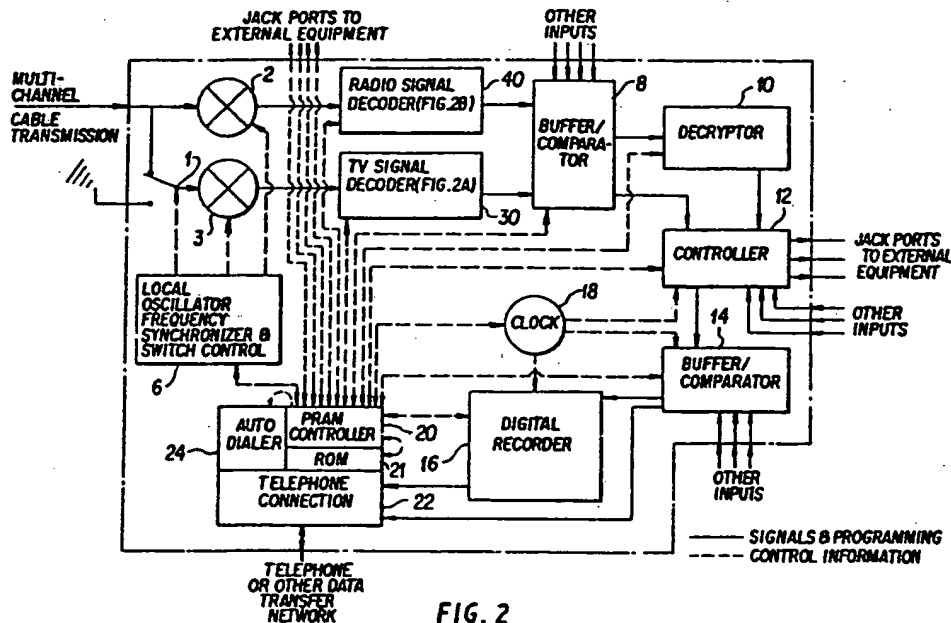 JACK PORTS TO
EXTERNAL EQUIPMENT
OTHER
INPUTS
MULTI-
CHANNEL
CABLE
TRANSMISSION
2
RADIO SIGNAL
DECODER(FIG.2B)
40
8
BUFFER/
COMPARA-
TOR
10
DECRYPTOR
1
3
TV SIGNAL
DECODER(FIG.2A)
30
12
CONTROLLER
JACK PORTS
TO EXTERNAL
EQUIPMENT
OTHER
INPUTS
LOCAL
OSCILLATOR
FREQUENCY
SYNCHRONIZER &
SWITCH CONTROL
6
18
CLOCK
14
BUFFER/
COMPARATOR
AUTO
DIALER
24
PRAM
CONTROLLER
20
ROM
21
16
DIGITAL
RECORDER
TELEPHONE
CONNECTION
22
OTHER
INPUTS
SIGNALS & PROGRAMMING
CONTROL INFORMATION
TELEPHONE
OR OTHER DATA
TRANSFER
NETWORK
FIG. 2